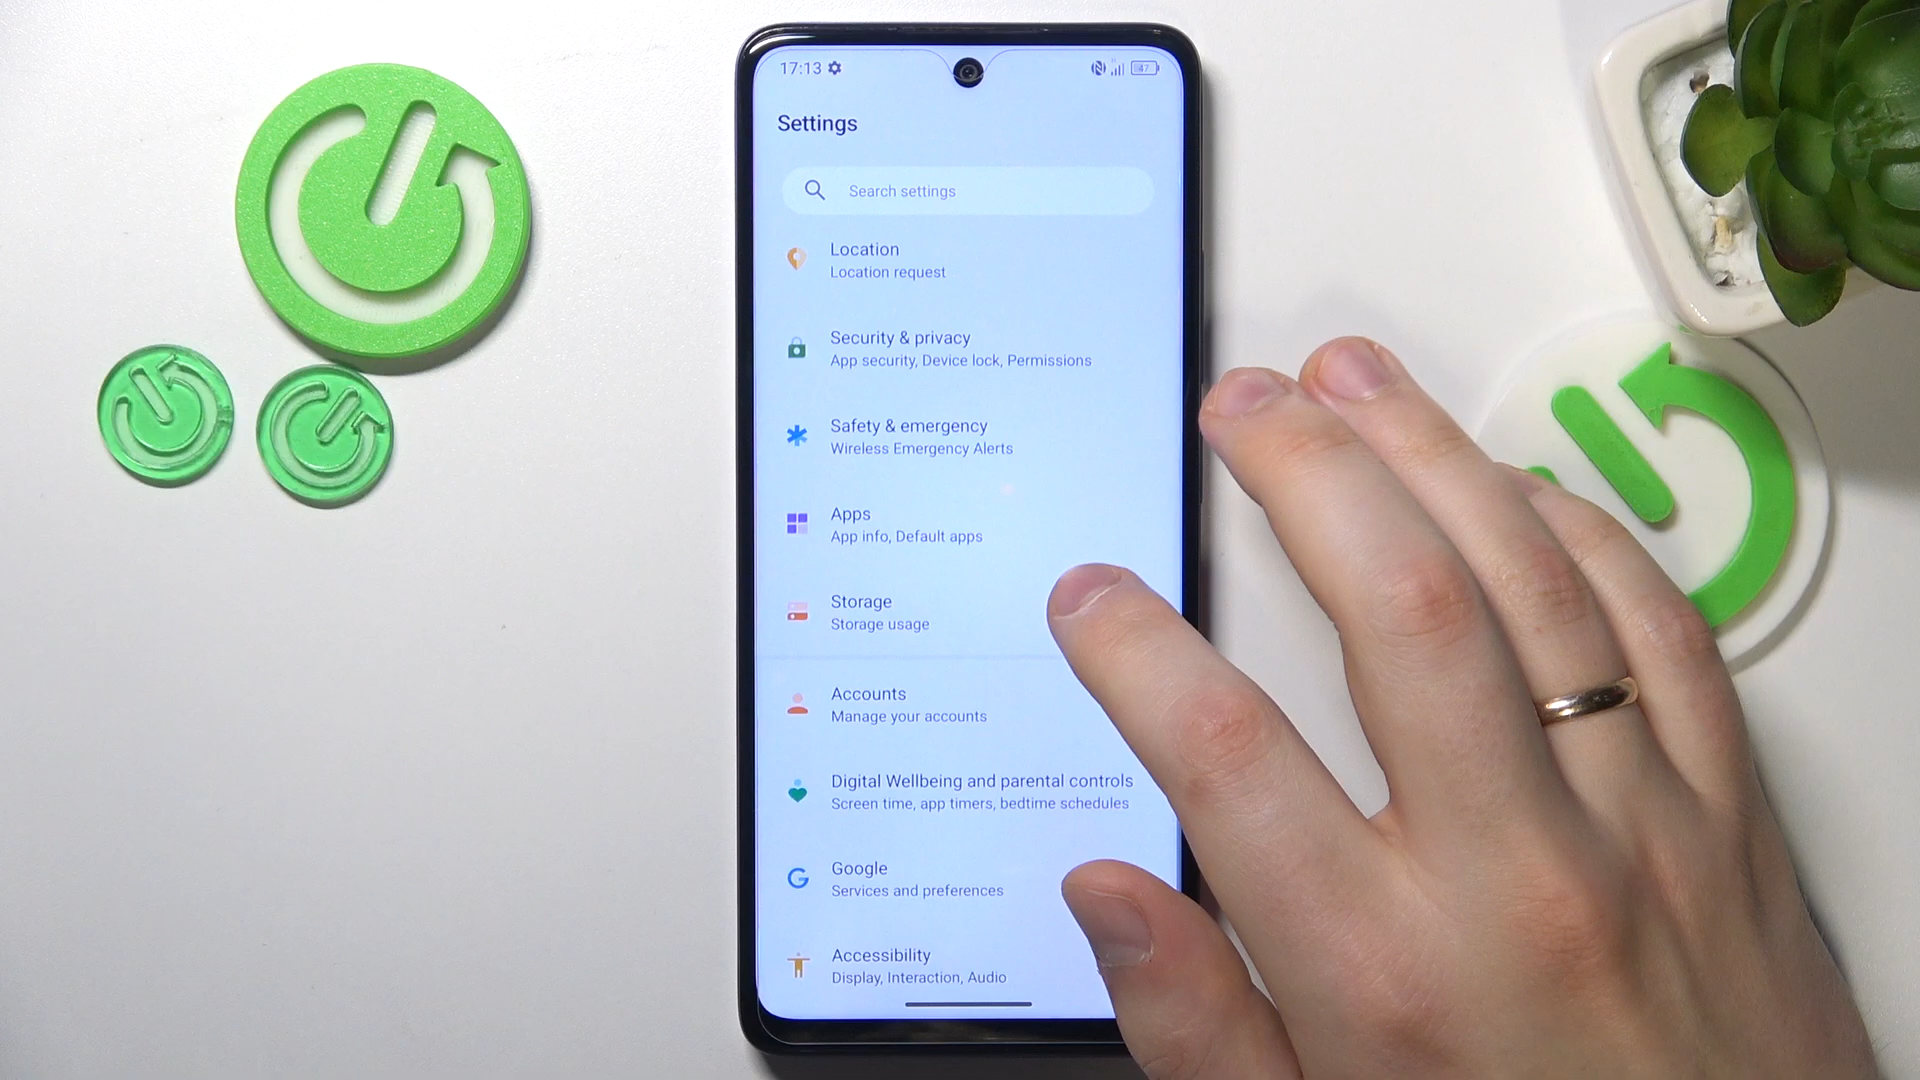 17:13
47
Settings
Search settings
Location
Location request
Security & privacy
App security, Device lock, Permissions
Safety & emergency
Wireless Emergency Alerts
Apps
App info, Default apps
Storage
Storage usage
Accounts
Manage your accounts
Digital Wellbeing and parental controls
Screen time, app timers, bedtime schedules
Google
Services and preferences
Accessibility
Display, Interaction, Audio